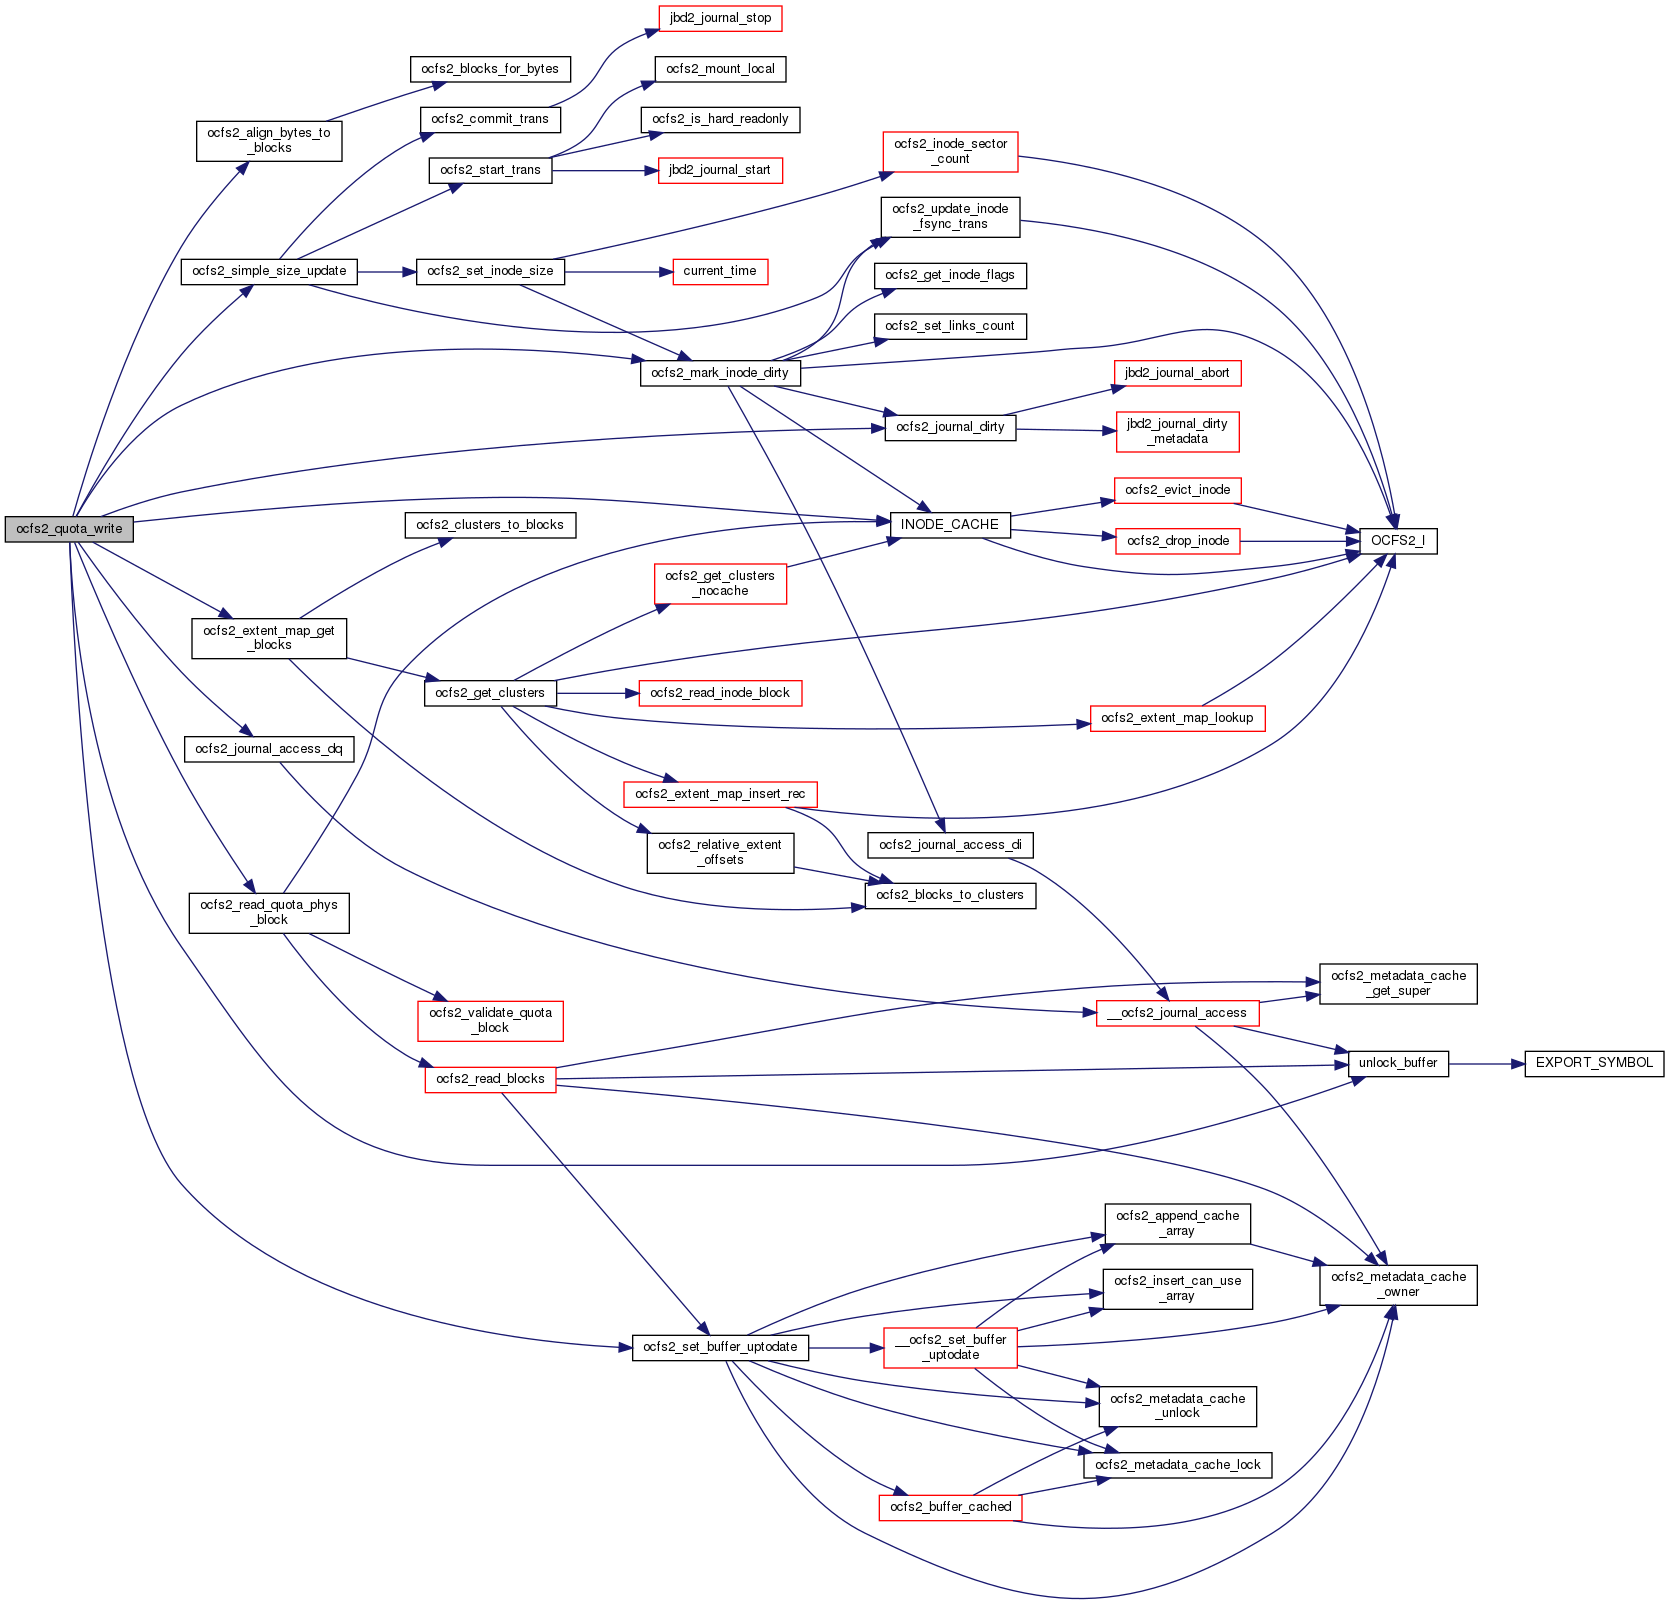 jbd2_journal_stop
ocfs2_blocks_for_bytes
ocfs2_mount_local
ocfs2_commit_trans
ocfs2_is_hard_readonly
ocfs2_align_bytes_to
_blocks
ocfs2_inode_sector
_count
ocfs2_start_trans
jbd2_journal_start
ocfs2_update_inode
_fsync_trans
ocfs2_simple_size_update
ocfs2_set_inode_size
current_time
ocfs2_get_inode_flags
ocfs2_set_links_count
ocfs2_mark_inode_dirty
jbd2_journal_abort
ocfs2_journal_dirty
jbd2_journal_dirty
_metadata
ocfs2_evict_inode
ocfs2_quota_write
ocfs2_clusters_to_blocks
INODE_CACHE
ocfs2_drop_inode
OCFS2_I
ocfs2_get_clusters
_nocache
ocfs2_extent_map_get
_blocks
ocfs2_get_clusters
ocfs2_read_inode_block
ocfs2_extent_map_lookup
ocfs2_journal_access_dq
ocfs2_extent_map_insert_rec
ocfs2_relative_extent
_offsets
ocfs2_journal_access_di
ocfs2_blocks_to_clusters
ocfs2_read_quota_phys
_block
ocfs2_metadata_cache
_get_super
ocfs2_validate_quota
_block
__ocfs2_journal_access
unlock_buffer
EXPORT_SYMBOL
ocfs2_read_blocks
ocfs2_append_cache
_array
ocfs2_insert_can_use
_array
ocfs2_metadata_cache
_owner
ocfs2_set_buffer_uptodate
__ocfs2_set_buffer
_uptodate
ocfs2_metadata_cache
_unlock
ocfs2_metadata_cache_lock
ocfs2_buffer_cached